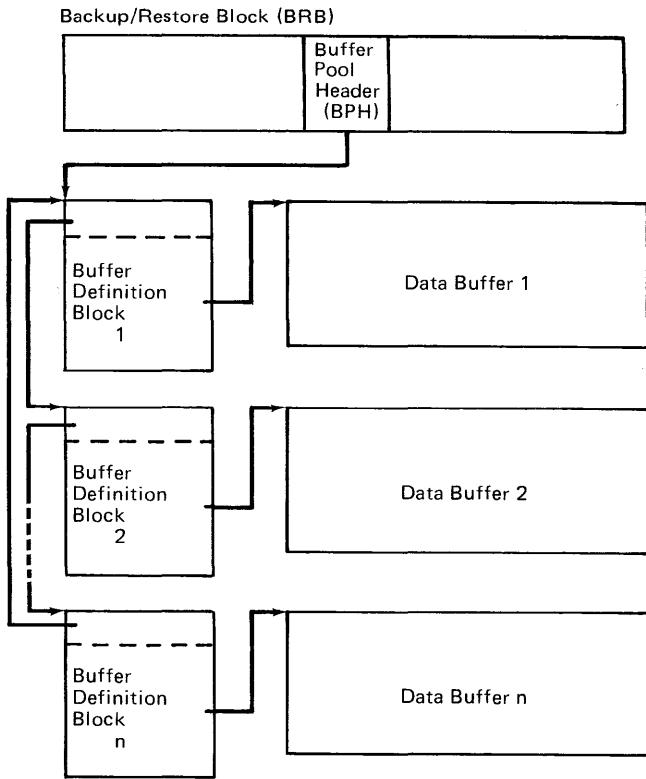 Backup/Restore Block (BRB)
Buffer
Pool
Header
(BPH)
Buffer
Definition
Block
1
Data Buffer 1
Buffer
Definition
Block
2
Data Buffer 2
Buffer
Definition
Block
n
Data Buffer n